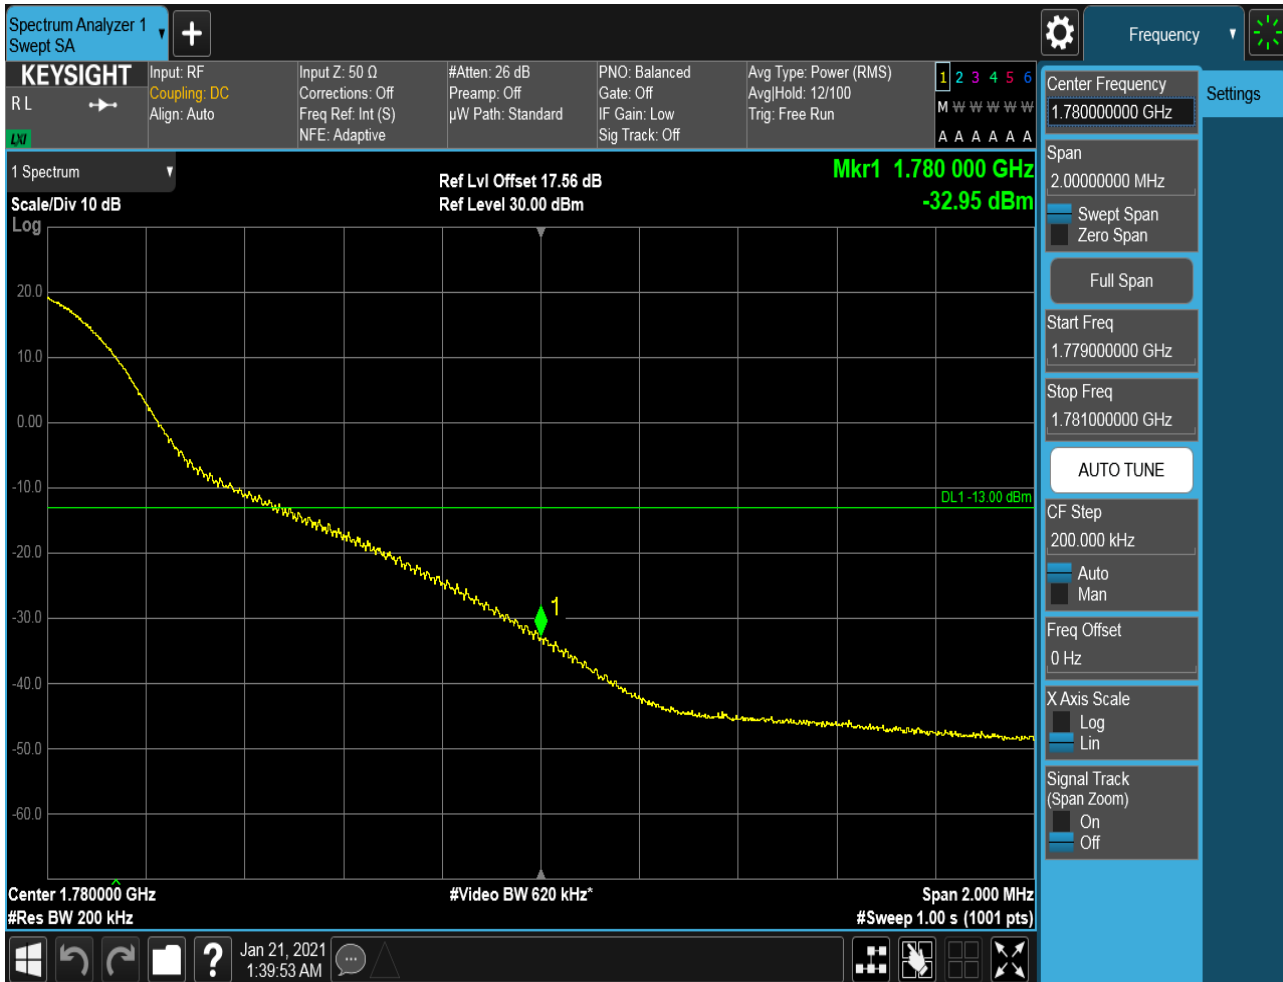 Spectrum Analyzer 1
Swept SA
+
Frequency
KEYSIGHT
R L
LXI
Input: RF
Coupling: DC
Align: Auto
Input Z: 50 Ω
Corrections: Off
Freq Ref: Int (S)
NFE: Adaptive
#Atten: 26 dB
Preamp: Off
µW Path: Standard
PNO: Balanced
Gate: Off
IF Gain: Low
Sig Track: Off
Avg Type: Power (RMS)
Avg|Hold: 12/100
Trig: Free Run
1 2 3 4 5 6
M W W W W W
A A A A A A
1 Spectrum
Scale/Div 10 dB
Log
Ref Lvl Offset 17.56 dB
Ref Level 30.00 dBm
Mkr1 1.780 000 GHz
-32.95 dBm
20.0
10.0
0.00
-10.0
DL1 -13.00 dBm
-20.0
-30.0
1
-40.0
-50.0
-60.0
Center 1.780000 GHz
#Res BW 200 kHz
#Video BW 620 kHz*
Span 2.000 MHz
#Sweep 1.00 s (1001 pts)
?
Jan 21, 2021
1:39:53 AM
Center Frequency
1.780000000 GHz
Settings
Span
2.00000000 MHz
Swept Span
Zero Span
Full Span
Start Freq
1.779000000 GHz
Stop Freq
1.781000000 GHz
AUTO TUNE
CF Step
200.000 kHz
Auto
Man
Freq Offset
0 Hz
X Axis Scale
Log
Lin
Signal Track
(Span Zoom)
On
Off